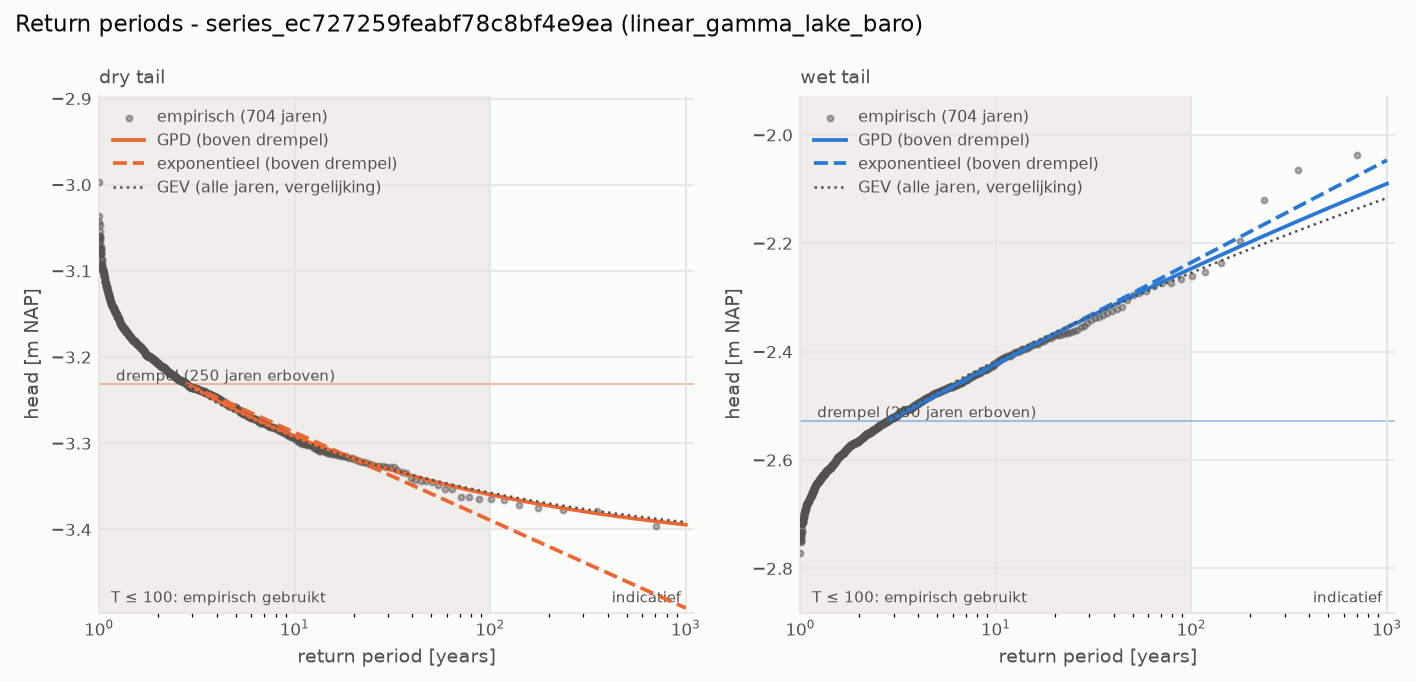 Return periods - series_ec727259feabf78c8bf4e9ea (linear_gamma_lake_baro)
dry tail
empirisch (704 jaren)
GPD (boven drempel)
exponentieel (boven drempel)
GEV (alle jaren, vergelijking)
drempel (250 jaren erboven)
T ≤ 100: empirisch gebruikt
indicatief
−2.9
−3.0
−3.1
−3.2
−3.3
−3.4
head [m NAP]
10⁰
10¹
10²
10³
return period [years]
wet tail
empirisch (704 jaren)
GPD (boven drempel)
exponentieel (boven drempel)
GEV (alle jaren, vergelijking)
drempel (250 jaren erboven)
T ≤ 100: empirisch gebruikt
indicatief
−2.0
−2.2
−2.4
−2.6
−2.8
head [m NAP]
10⁰
10¹
10²
10³
return period [years]